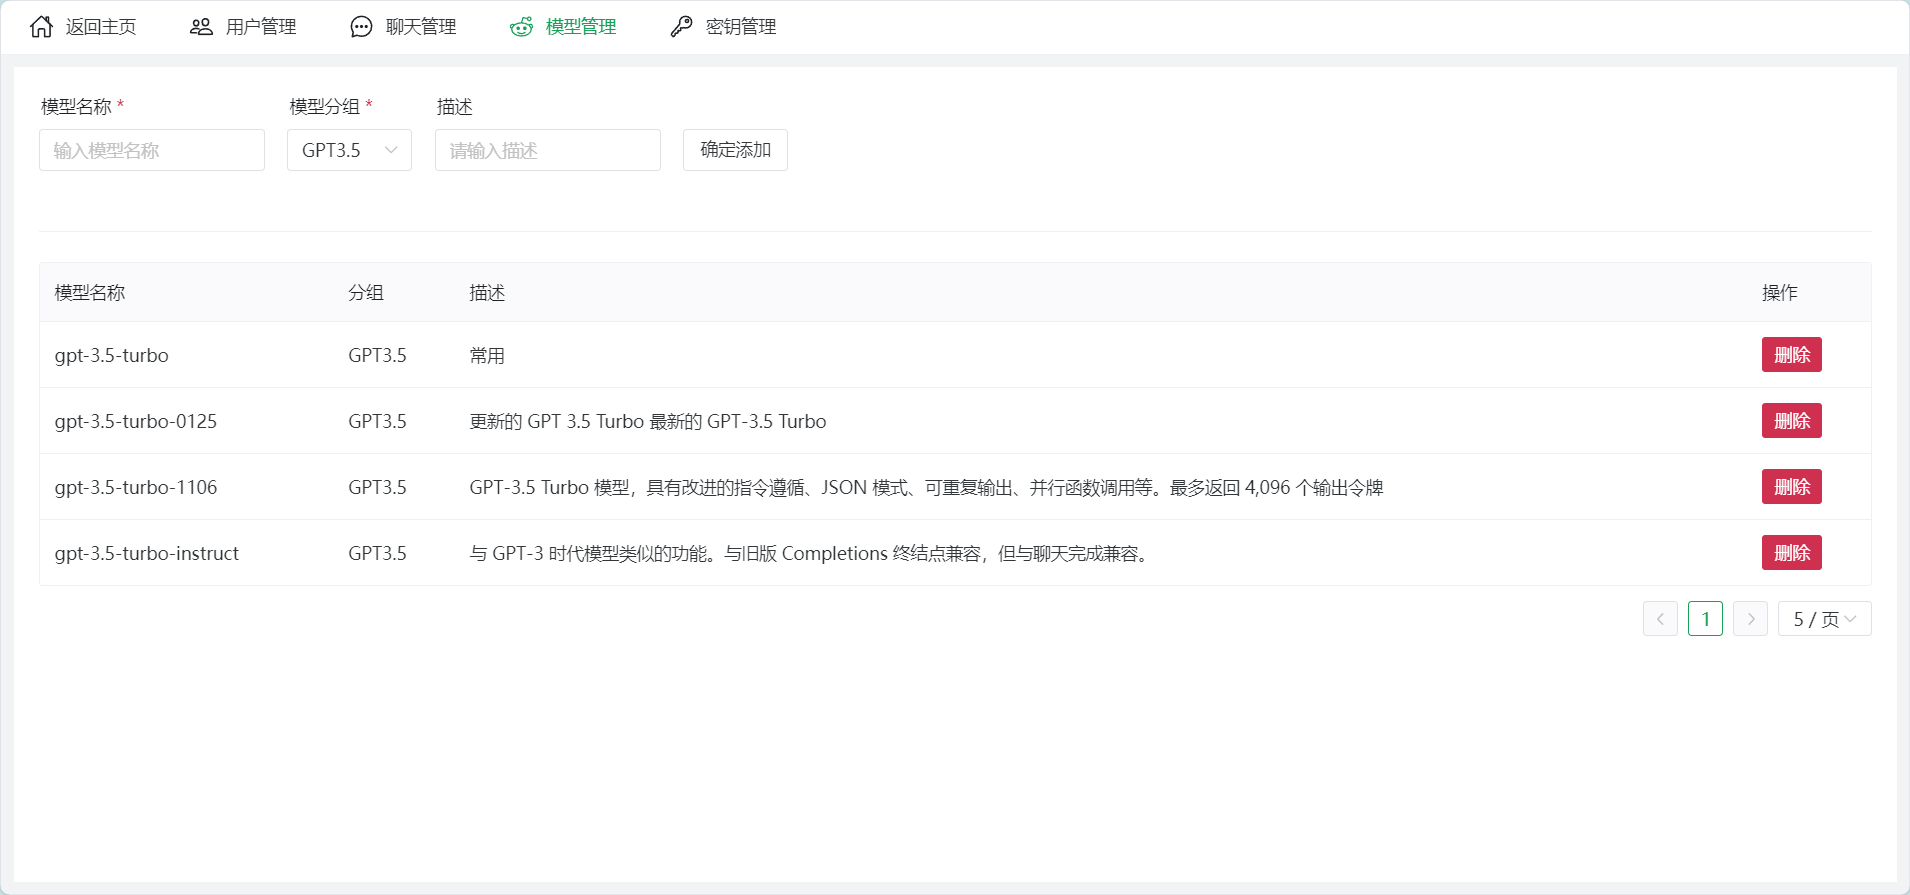 返回主页 用户管理 聊天管理 模型管理 密钥管理
模型名称 * 模型分组 * 描述
输入模型名称 GPT3.5 请输入描述 确定添加
模型名称 分组 描述 操作
gpt-3.5-turbo GPT3.5 常用 删除
gpt-3.5-turbo-0125 GPT3.5 更新的 GPT 3.5 Turbo 最新的 GPT-3.5 Turbo 删除
gpt-3.5-turbo-1106 GPT3.5 GPT-3.5 Turbo 模型，具有改进的指令遵循、JSON 模式、可重复输出、并行函数调用等。最多返回 4,096 个输出令牌 删除
gpt-3.5-turbo-instruct GPT3.5 与 GPT-3 时代模型类似的功能。与旧版 Completions 终结点兼容，但与聊天完成兼容。 删除
1 5 / 页